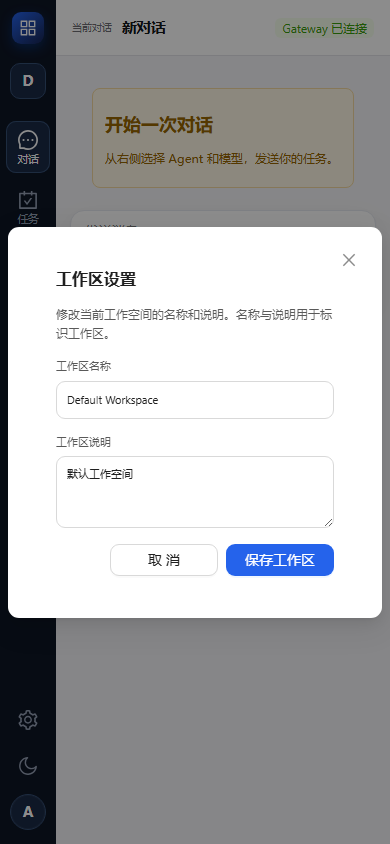 当前对话 新对话 Gateway 已连接
D
开始一次对话
从右侧选择 Agent 和模型，发送你的任务。
对话
任务
工作区设置
修改当前工作空间的名称和说明。名称与说明用于标
识工作区。
工作区名称
Default Workspace
工作区说明
默认工作空间
取 消
保存工作区
A